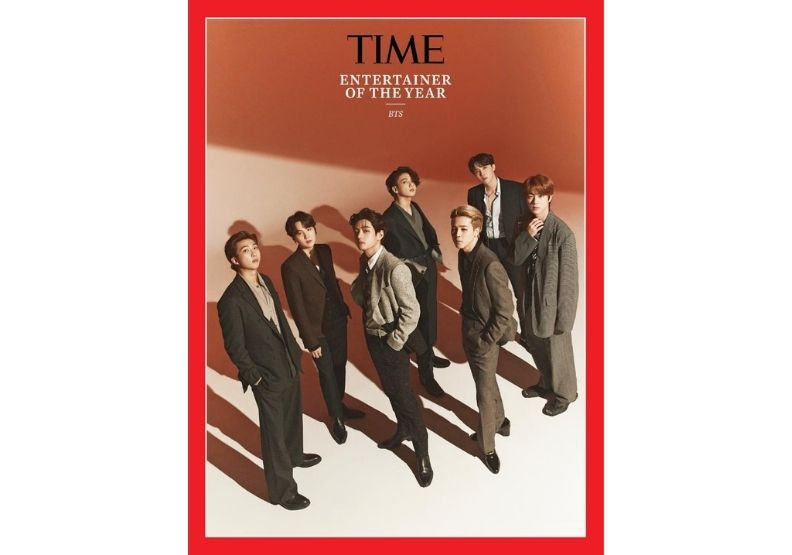 TIME
ENTERTAINER
OF THE YEAR
BTS